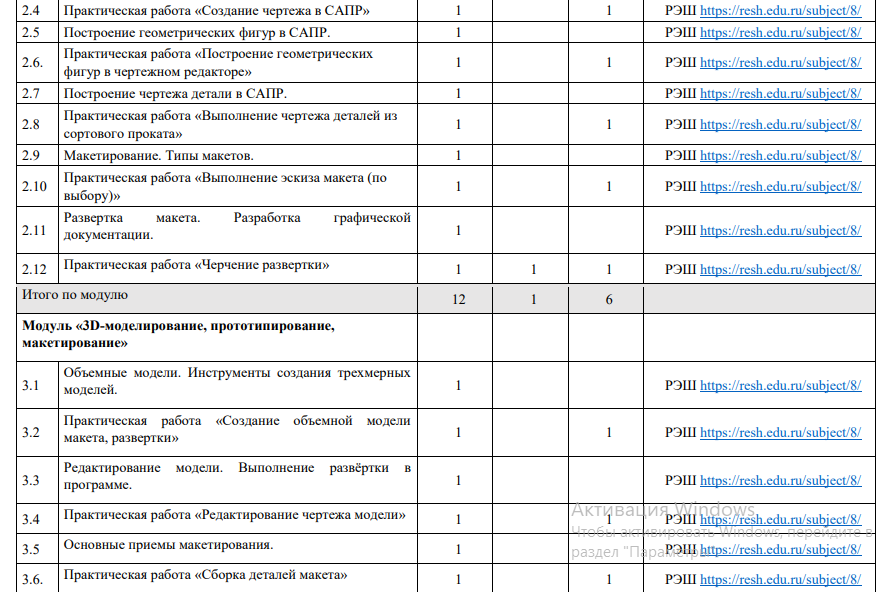 2.4 Практическая работа «Создание чертежа в САПР» 1 1 РЭШ https://resh.edu.ru/subject/8/
2.5 Построение геометрических фигур в САПР. 1 РЭШ https://resh.edu.ru/subject/8/
2.6. Практическая работа «Построение геометрических
фигур в чертежном редакторе» 1 1 РЭШ https://resh.edu.ru/subject/8/
2.7 Построение чертежа детали в САПР. 1 РЭШ https://resh.edu.ru/subject/8/
2.8 Практическая работа «Выполнение чертежа деталей из
сортового проката» 1 1 РЭШ https://resh.edu.ru/subject/8/
2.9 Макетирование. Типы макетов. 1 РЭШ https://resh.edu.ru/subject/8/
2.10 Практическая работа «Выполнение эскиза макета (по
выбору)» 1 1 РЭШ https://resh.edu.ru/subject/8/
2.11 Развертка макета. Разработка графической
документации. 1 РЭШ https://resh.edu.ru/subject/8/
2.12 Практическая работа «Черчение развертки» 1 1 1 РЭШ https://resh.edu.ru/subject/8/
Итого по модулю 12 1 6
Модуль «3D-моделирование, прототипирование,
макетирование»
3.1 Объемные модели. Инструменты создания трехмерных
моделей. 1 РЭШ https://resh.edu.ru/subject/8/
3.2 Практическая работа «Создание объемной модели
макета, развертки» 1 1 РЭШ https://resh.edu.ru/subject/8/
3.3 Редактирование модели. Выполнение развёртки в
программе. 1 РЭШ https://resh.edu.ru/subject/8/
Активация Windows
3.4 Практическая работа «Редактирование чертежа модели» 1 1 РЭШ https://resh.edu.ru/subject/8/
Чтобы активировать Windows, перейдите в
3.5 Основные приемы макетирования. 1 РЭШ https://resh.edu.ru/subject/8/
раздел "Параметры".
3.6. Практическая работа «Сборка деталей макета» 1 1 РЭШ https://resh.edu.ru/subject/8/